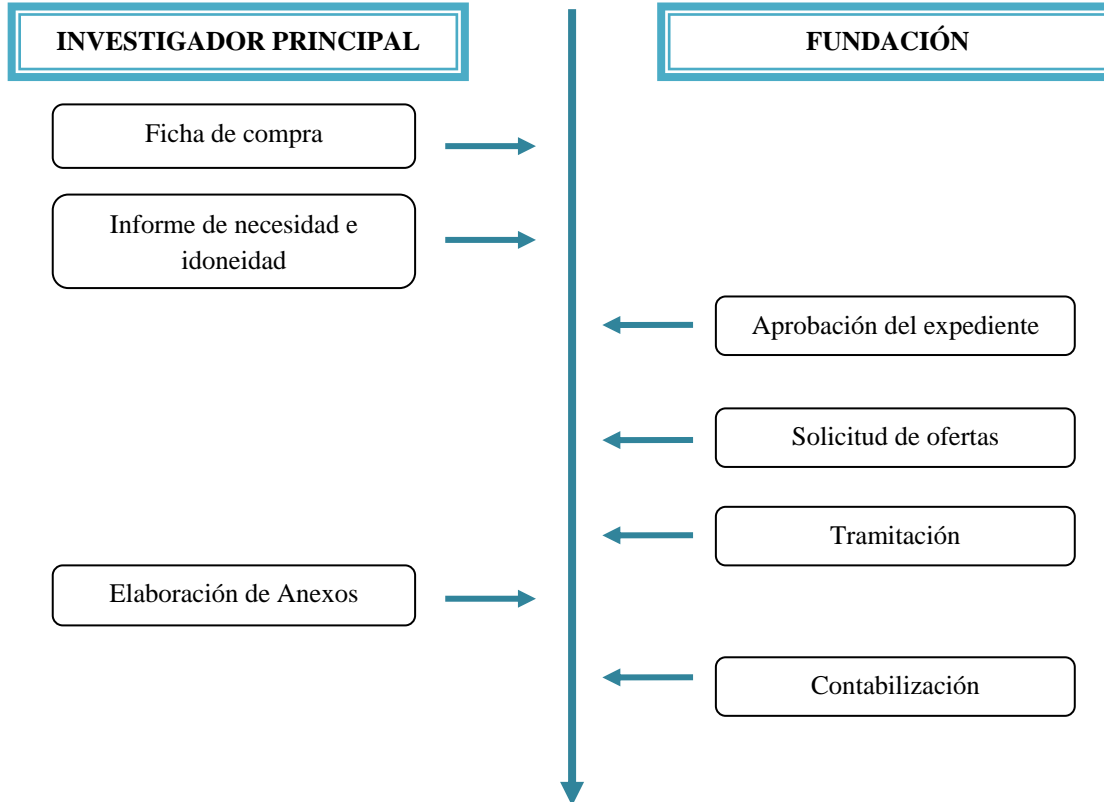 INVESTIGADOR PRINCIPAL
FUNDACIÓN
Ficha de compra
Informe de necesidad e
idoneidad
Aprobación del expediente
Solicitud de ofertas
Tramitación
Elaboración de Anexos
Contabilización